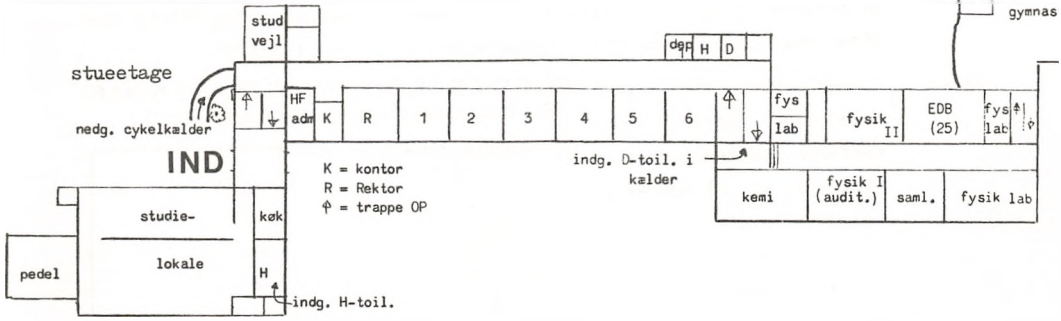 gymnas
stud
vejl
dep H D
stueetage
HF
adm K R 1 2 3 4 5 6
fys
lab
fysik
II
EDB
(25)
fys
lab
nedg. cykelkælder
IND
K = kontor
R = Rektor
= trappe OP
indg. D-toil. i
kælder
kemi
fysik I
(audit.)
saml.
fysik lab
studie-
køk
lokale
pedel
H
indg. H-toil.